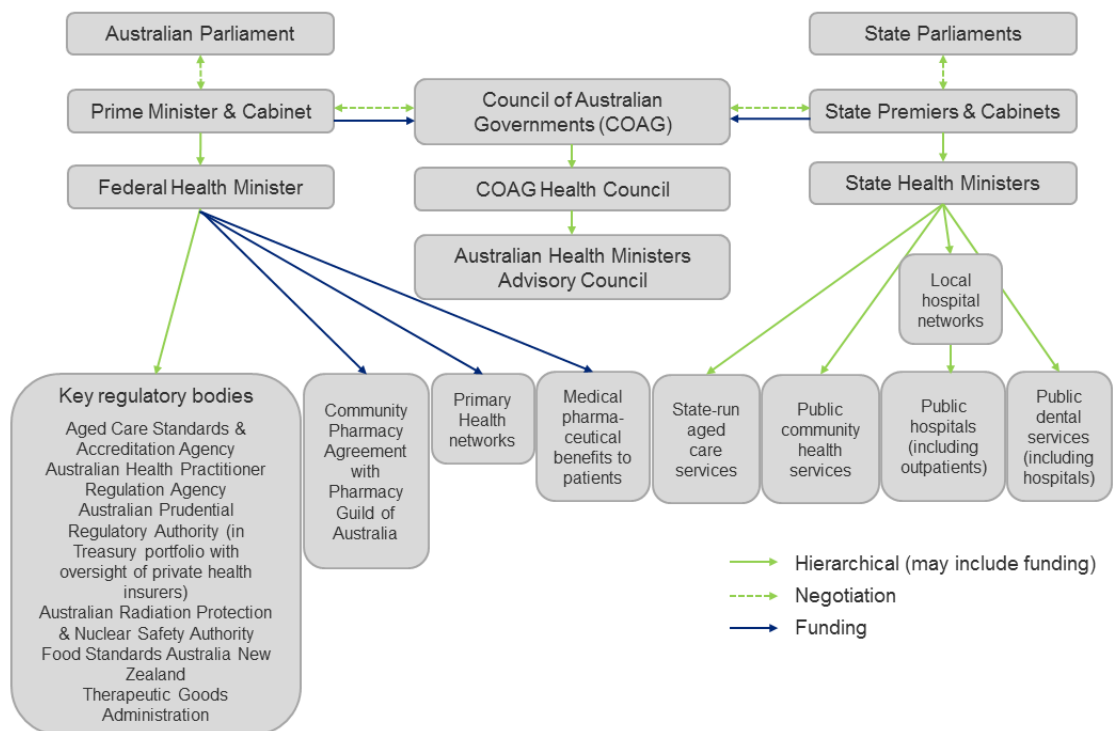 Australian Parliament
State Parliaments
Prime Minister & Cabinet
Council of Australian
Governments (COAG)
State Premiers & Cabinets
Federal Health Minister
COAG Health Council
State Health Ministers
Australian Health Ministers
Advisory Council
Local
hospital
networks
Key regulatory bodies
Aged Care Standards &
Accreditation Agency
Australian Health Practitioner
Regulation Agency
Australian Prudential
Regulatory Authority (in
Treasury portfolio with
oversight of private health
insurers)
Australian Radiation Protection
& Nuclear Safety Authority
Food Standards Australia New
Zealand
Therapeutic Goods
Administration
Community
Pharmacy
Agreement with
Pharmacy
Guild of
Australia
Primary
Health
networks
Medical
pharma-
ceutical
benefits to
patients
State-run
aged
care
services
Public
community
health
services
Public
hospitals
(including
outpatients)
Public
dental
services
(including
hospitals)
Hierarchical (may include funding)
Negotiation
Funding